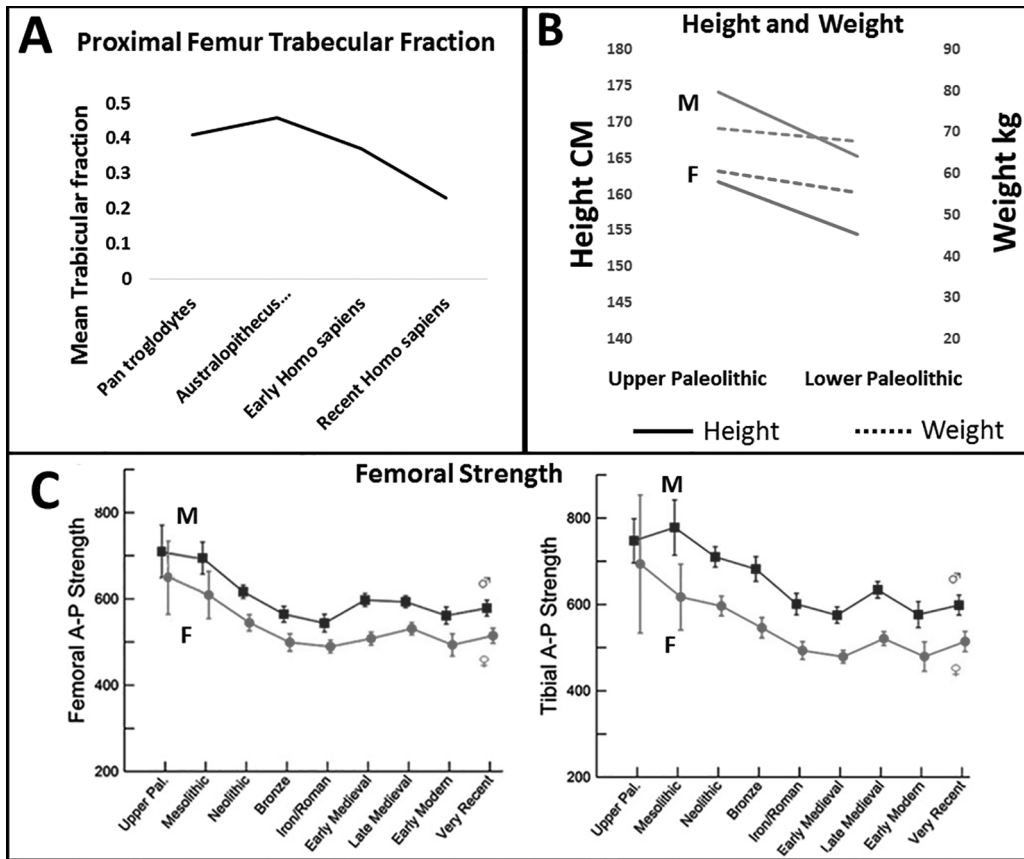 A
Proximal Femur Trabecular Fraction
Mean Trabicular fraction
0.5
0.4
0.3
0.2
0.1
0
Pan troglodytes
Australopithecus...
Early Homo sapiens
Recent Homo sapiens
B
Height and Weight
Height CM
180
175
170
165
160
155
150
145
140
M
F
90
80
70
60
50
40
30
20
Weight kg
Upper Paleolithic
Lower Paleolithic
Height
Weight
C
Femoral Strength
Femoral A-P Strength
800
600
400
200
M
F
♂
♀
Upper Pal.
Mesolithic
Neolithic
Bronze
Iron/Roman
Early Medieval
Late Medieval
Early Modern
Very Recent
Tibial A-P Strength
800
600
400
200
M
F
♂
♀
Upper Pal.
Mesolithic
Neolithic
Bronze
Iron/Roman
Early Medieval
Late Medieval
Early Modern
Very Recent